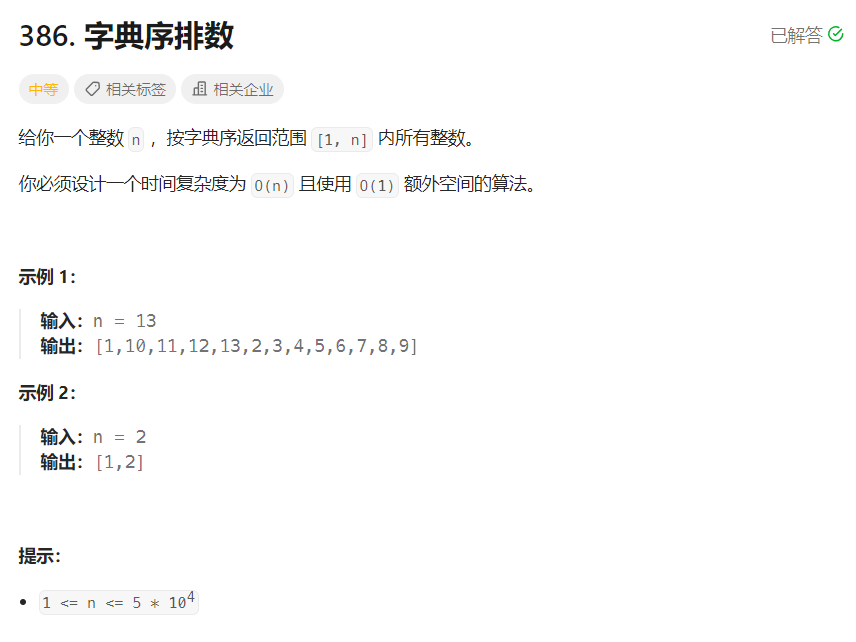 386. 字典序排数
已解答
中等 相关标签 相关企业
给你一个整数 n ，按字典序返回范围 [1, n] 内所有整数。
你必须设计一个时间复杂度为 O(n) 且使用 O(1) 额外空间的算法。
示例 1：
输入：n = 13
输出：[1,10,11,12,13,2,3,4,5,6,7,8,9]
示例 2：
输入：n = 2
输出：[1,2]
提示：
1 <= n <= 5 * 10⁴